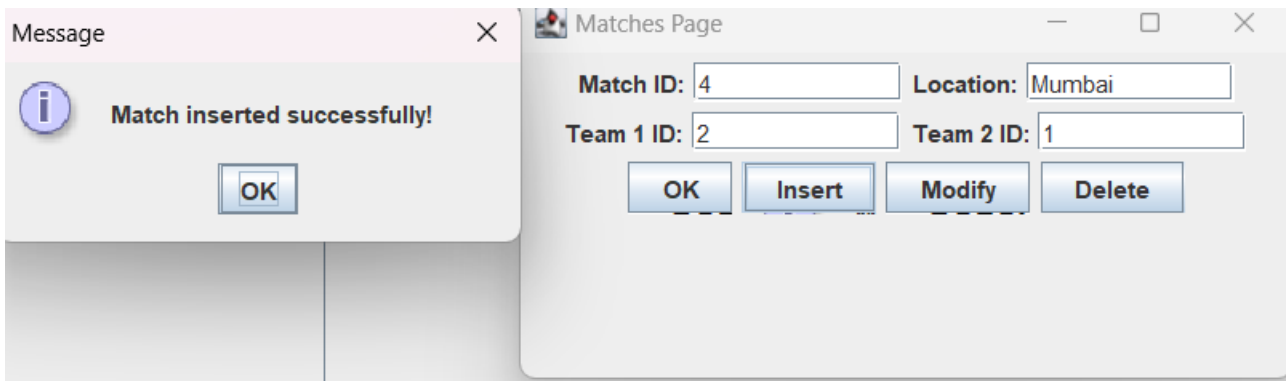 Message
Match inserted successfully!
OK
Matches Page
Match ID: 4 Location: Mumbai
Team 1 ID: 2 Team 2 ID: 1
OK Insert Modify Delete